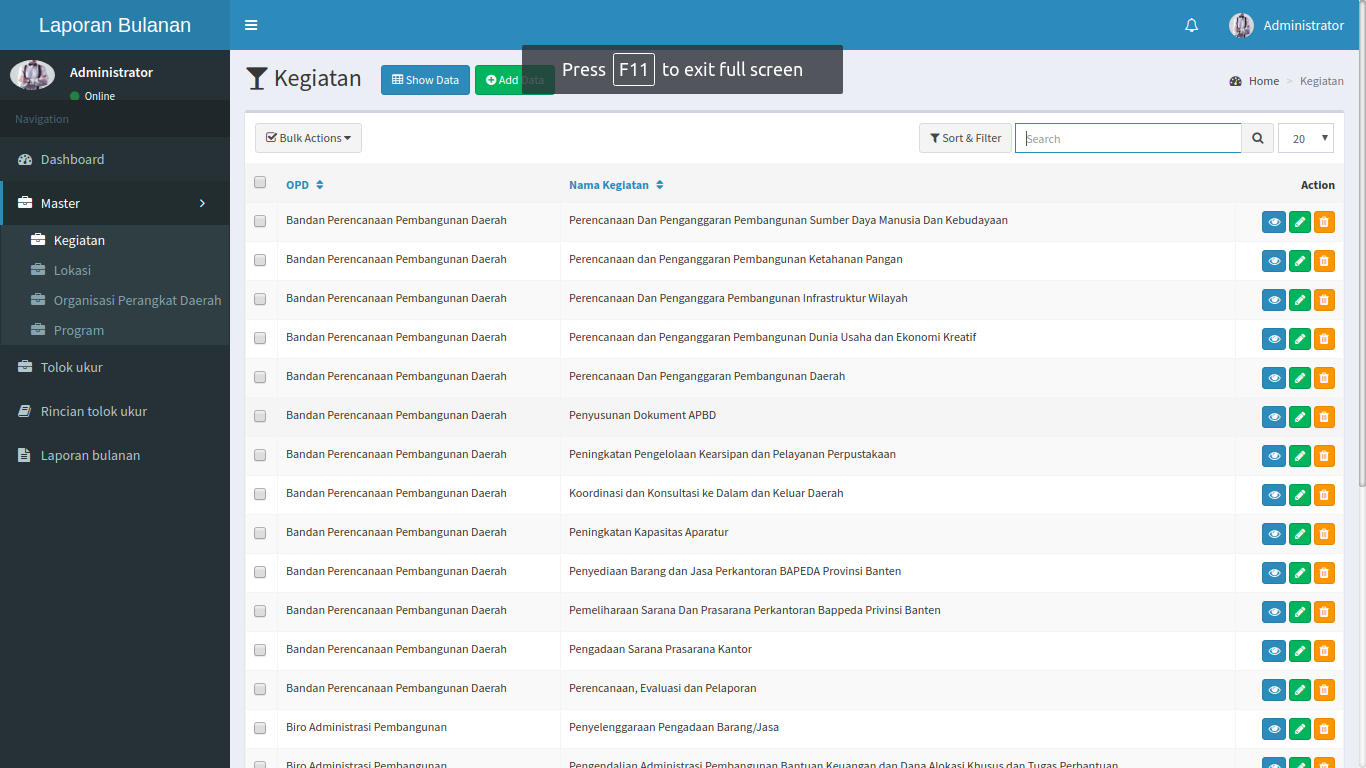 Laporan Bulanan
Administrator
Press F11 to exit full screen
Administrator
Online
Kegiatan
Show Data
Add Data
Home > Kegiatan
Navigation
Dashboard
Master
Kegiatan
Lokasi
Organisasi Perangkat Daerah
Program
Tolok ukur
Rincian tolok ukur
Laporan bulanan
Bulk Actions
Sort & Filter
Search
20
OPD Nama Kegiatan Action
Bandan Perencanaan Pembangunan Daerah Perencanaan Dan Penganggaran Pembangunan Sumber Daya Manusia Dan Kebudayaan
Bandan Perencanaan Pembangunan Daerah Perencanaan dan Penganggaran Pembangunan Ketahanan Pangan
Bandan Perencanaan Pembangunan Daerah Perencanaan Dan Penganggara Pembangunan Infrastruktur Wilayah
Bandan Perencanaan Pembangunan Daerah Perencanaan dan Penganggaran Pembangunan Dunia Usaha dan Ekonomi Kreatif
Bandan Perencanaan Pembangunan Daerah Perencanaan Dan Penganggaran Pembangunan Daerah
Bandan Perencanaan Pembangunan Daerah Penyusunan Dokument APBD
Bandan Perencanaan Pembangunan Daerah Peningkatan Pengelolaan Kearsipan dan Pelayanan Perpustakaan
Bandan Perencanaan Pembangunan Daerah Koordinasi dan Konsultasi ke Dalam dan Keluar Daerah
Bandan Perencanaan Pembangunan Daerah Peningkatan Kapasitas Aparatur
Bandan Perencanaan Pembangunan Daerah Penyediaan Barang dan Jasa Perkantoran BAPEDA Provinsi Banten
Bandan Perencanaan Pembangunan Daerah Pemeliharaan Sarana Dan Prasarana Perkantoran Bappeda Privinsi Banten
Bandan Perencanaan Pembangunan Daerah Pengadaan Sarana Prasarana Kantor
Bandan Perencanaan Pembangunan Daerah Perencanaan, Evaluasi dan Pelaporan
Biro Administrasi Pembangunan Penyelenggaraan Pengadaan Barang/Jasa
Biro Administrasi Pembangunan Pengendalian Administrasi Pembangunan Bantuan Keuangan dan Dana Alokasi Khusus dan Tugas Perbantuan